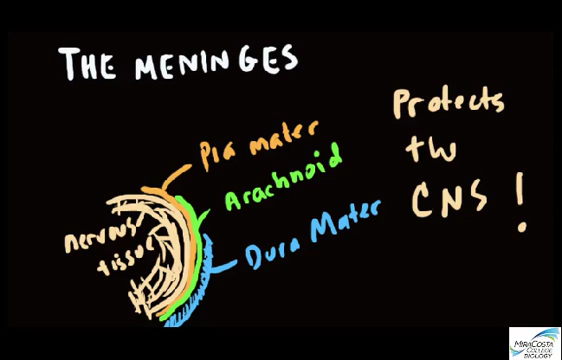 THE MENINGES
Pia mater
Arachnoid
Dura Mater
nervous
tissue
Protects
the
CNS!
MIRACOSTA
COLLEGE
BIOLOGY